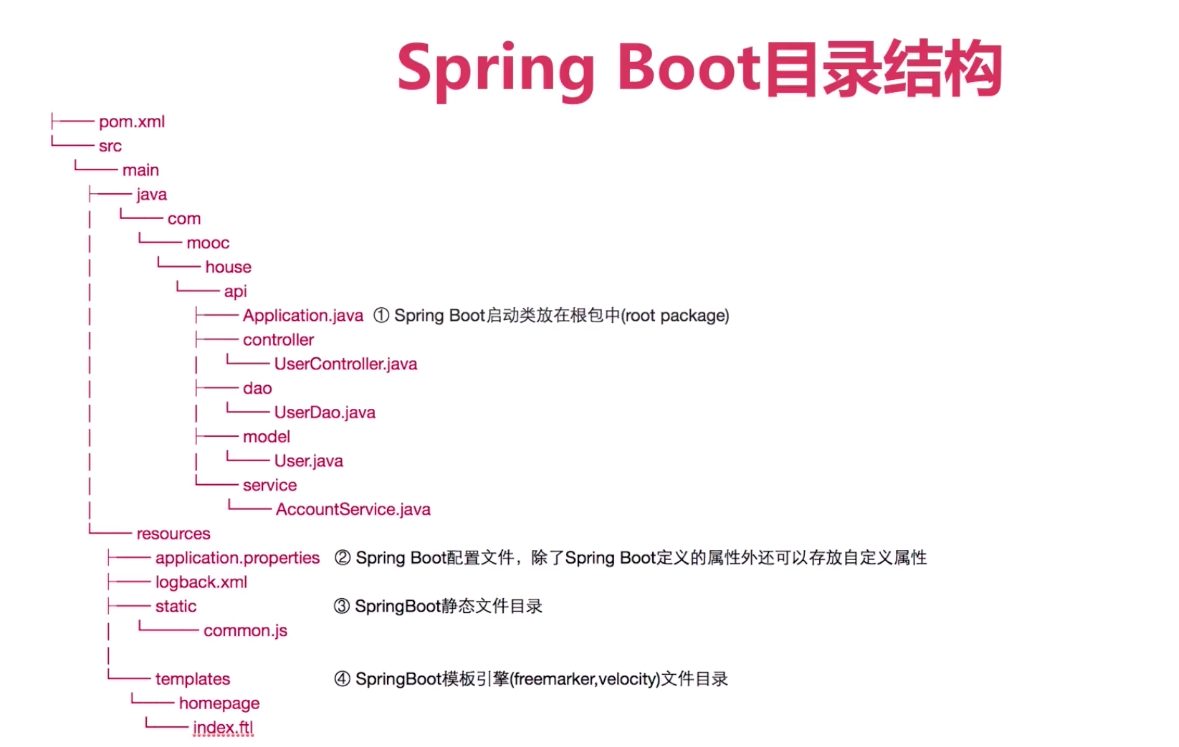 Spring Boot目录结构
├── pom.xml
└── src
└── main
├── java
│ └── com
│ └── mooc
│ └── house
│ └── api
│ ├── Application.java ① Spring Boot启动类放在根包中(root package)
│ ├── controller
│ │ └── UserController.java
│ ├── dao
│ │ └── UserDao.java
│ ├── model
│ │ └── User.java
│ └── service
│ └── AccountService.java
└── resources
├── application.properties ② Spring Boot配置文件，除了Spring Boot定义的属性外还可以存放自定义属性
├── logback.xml
├── static ③ SpringBoot静态文件目录
│ └── common.js
│
└── templates ④ SpringBoot模板引擎(freemarker,velocity)文件目录
└── homepage
└── index.ftl